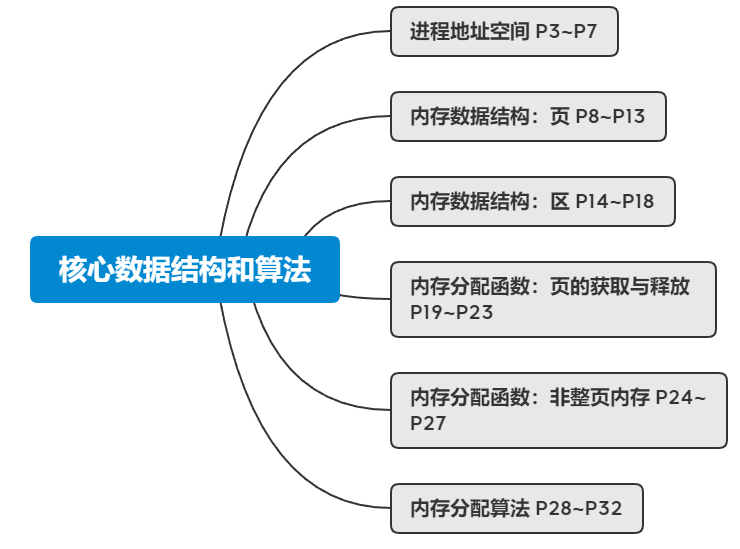 进程地址空间 P3~P7
内存数据结构：页 P8~P13
内存数据结构：区 P14~P18
核心数据结构和算法
内存分配函数：页的获取与释放
P19~P23
内存分配函数：非整页内存 P24~
P27
内存分配算法 P28~P32